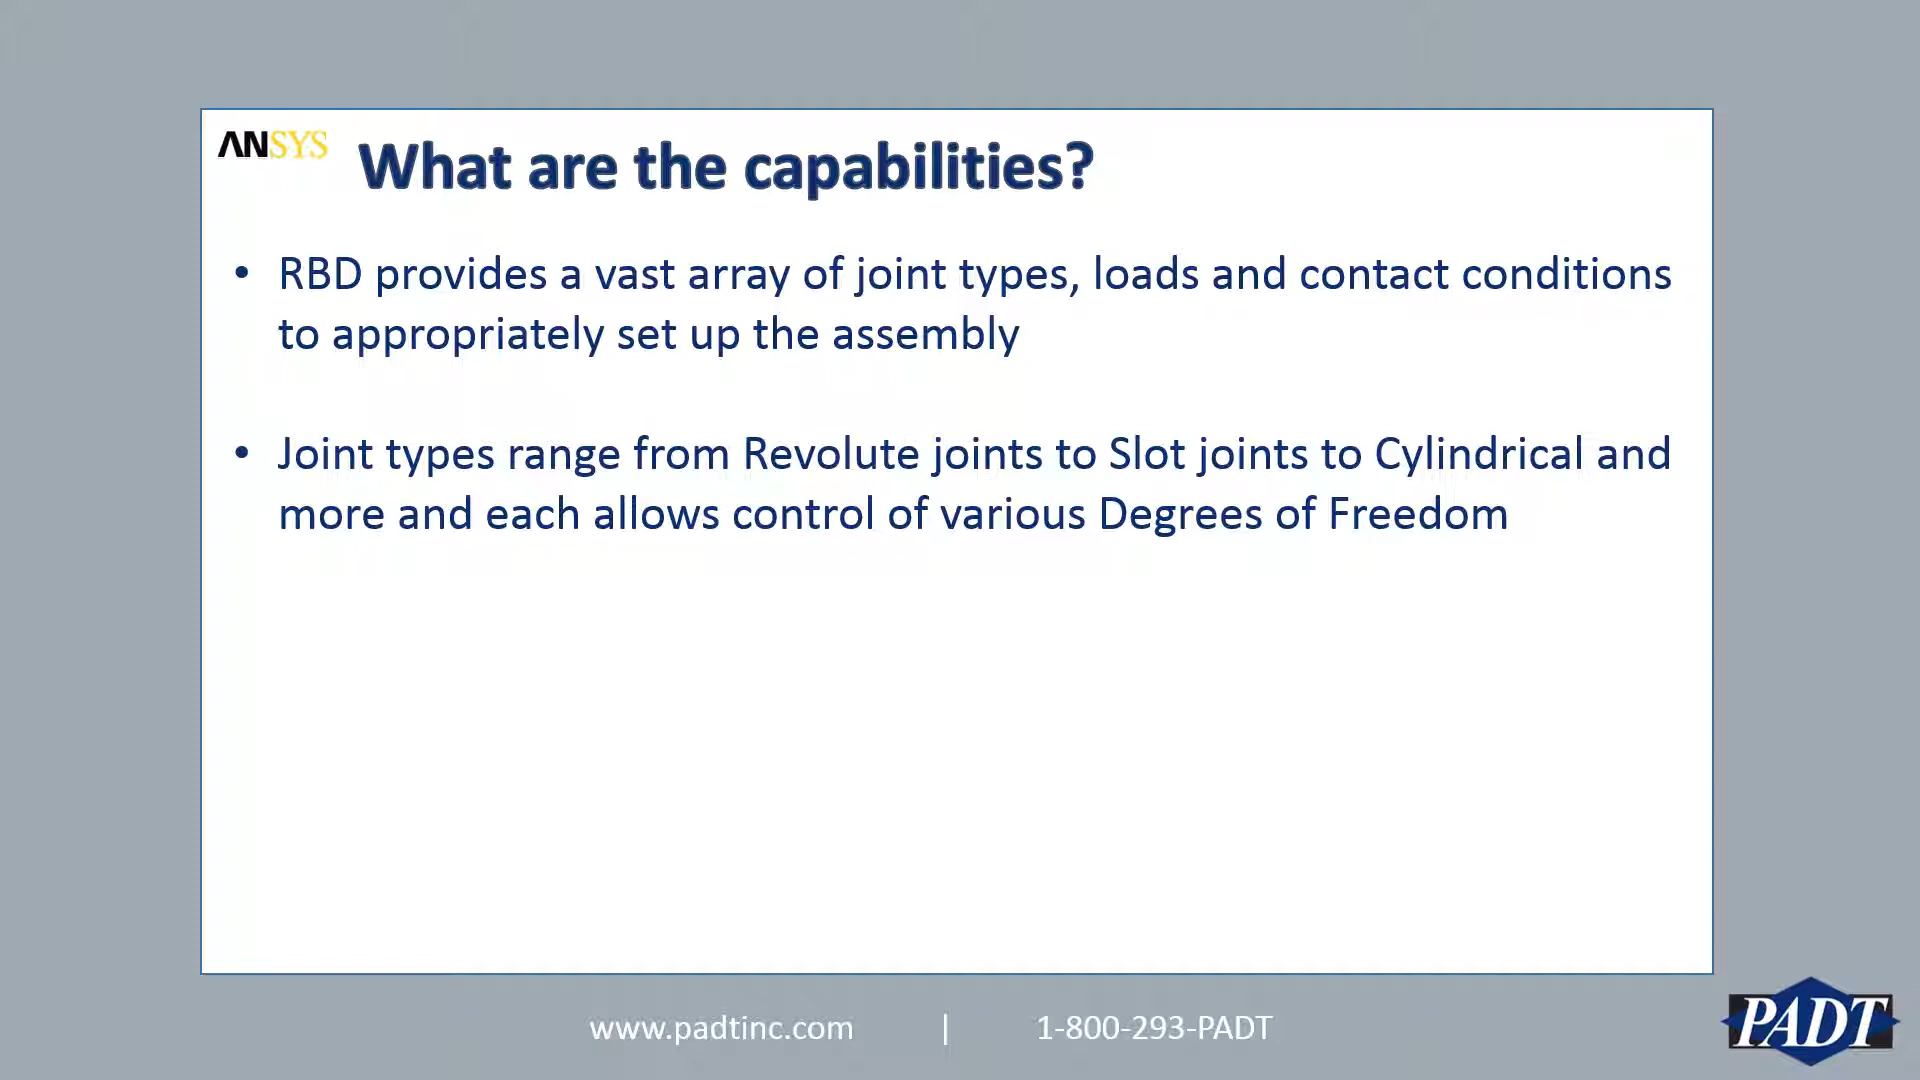 ANSYS
What are the capabilities?
• RBD provides a vast array of joint types, loads and contact conditions
to appropriately set up the assembly
• Joint types range from Revolute joints to Slot joints to Cylindrical and
more and each allows control of various Degrees of Freedom
www.padtinc.com | 1-800-293-PADT
PADT